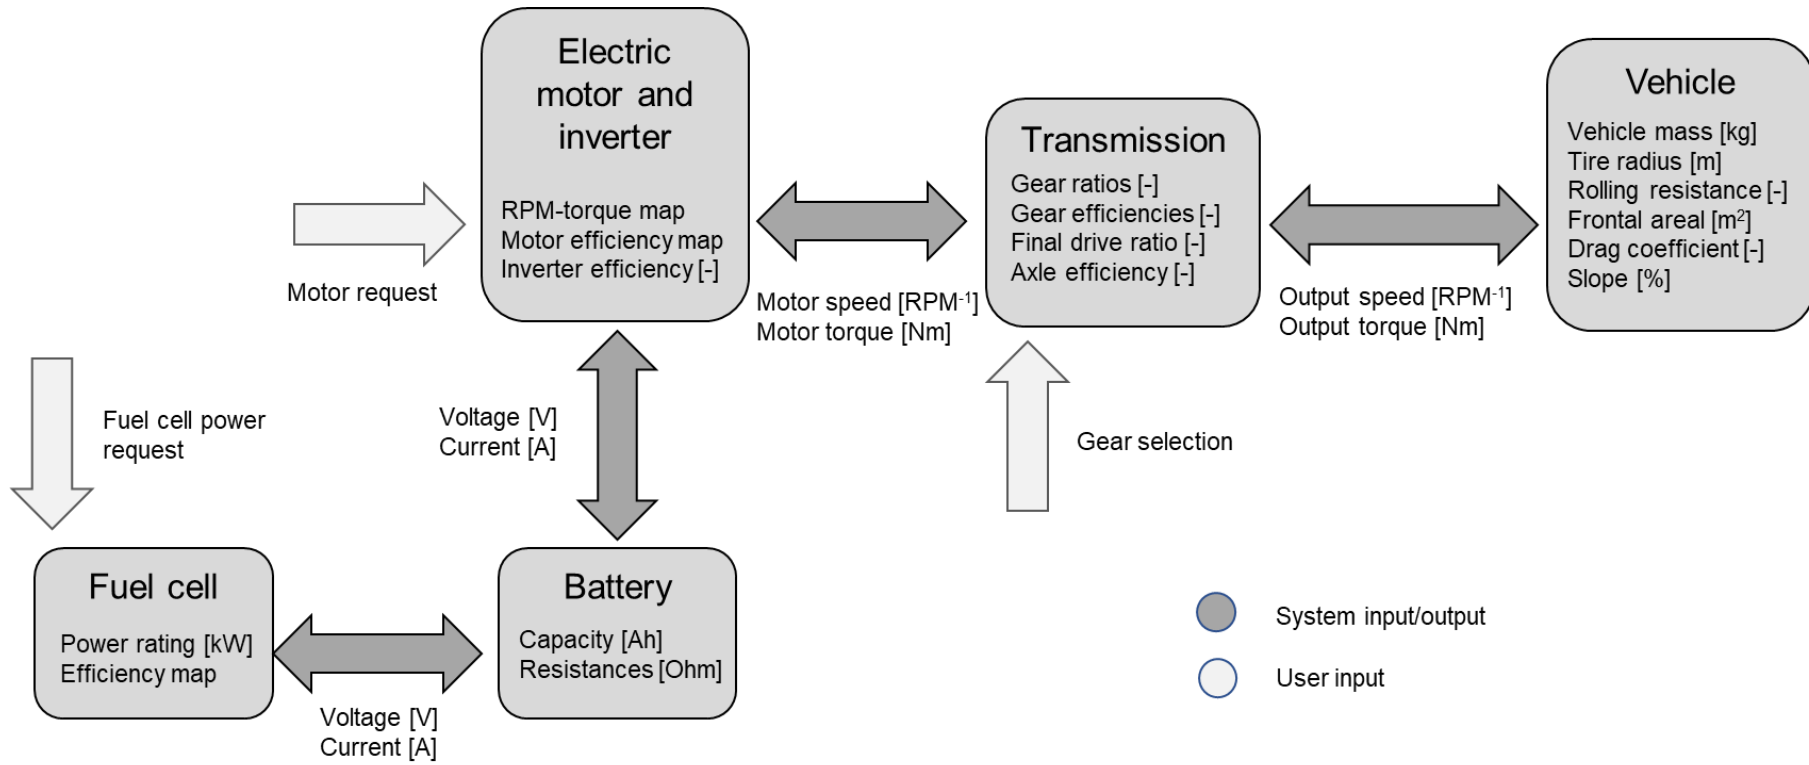 Electric
motor and
inverter
RPM-torque map
Motor efficiency map
Inverter efficiency [-]
Motor request
Motor speed [RPM⁻¹]
Motor torque [Nm]
Transmission
Gear ratios [-]
Gear efficiencies [-]
Final drive ratio [-]
Axle efficiency [-]
Output speed [RPM⁻¹]
Output torque [Nm]
Vehicle
Vehicle mass [kg]
Tire radius [m]
Rolling resistance [-]
Frontal areal [m²]
Drag coefficient [-]
Slope [%]
Fuel cell power
request
Voltage [V]
Current [A]
Gear selection
Fuel cell
Power rating [kW]
Efficiency map
Voltage [V]
Current [A]
Battery
Capacity [Ah]
Resistances [Ohm]
System input/output
User input